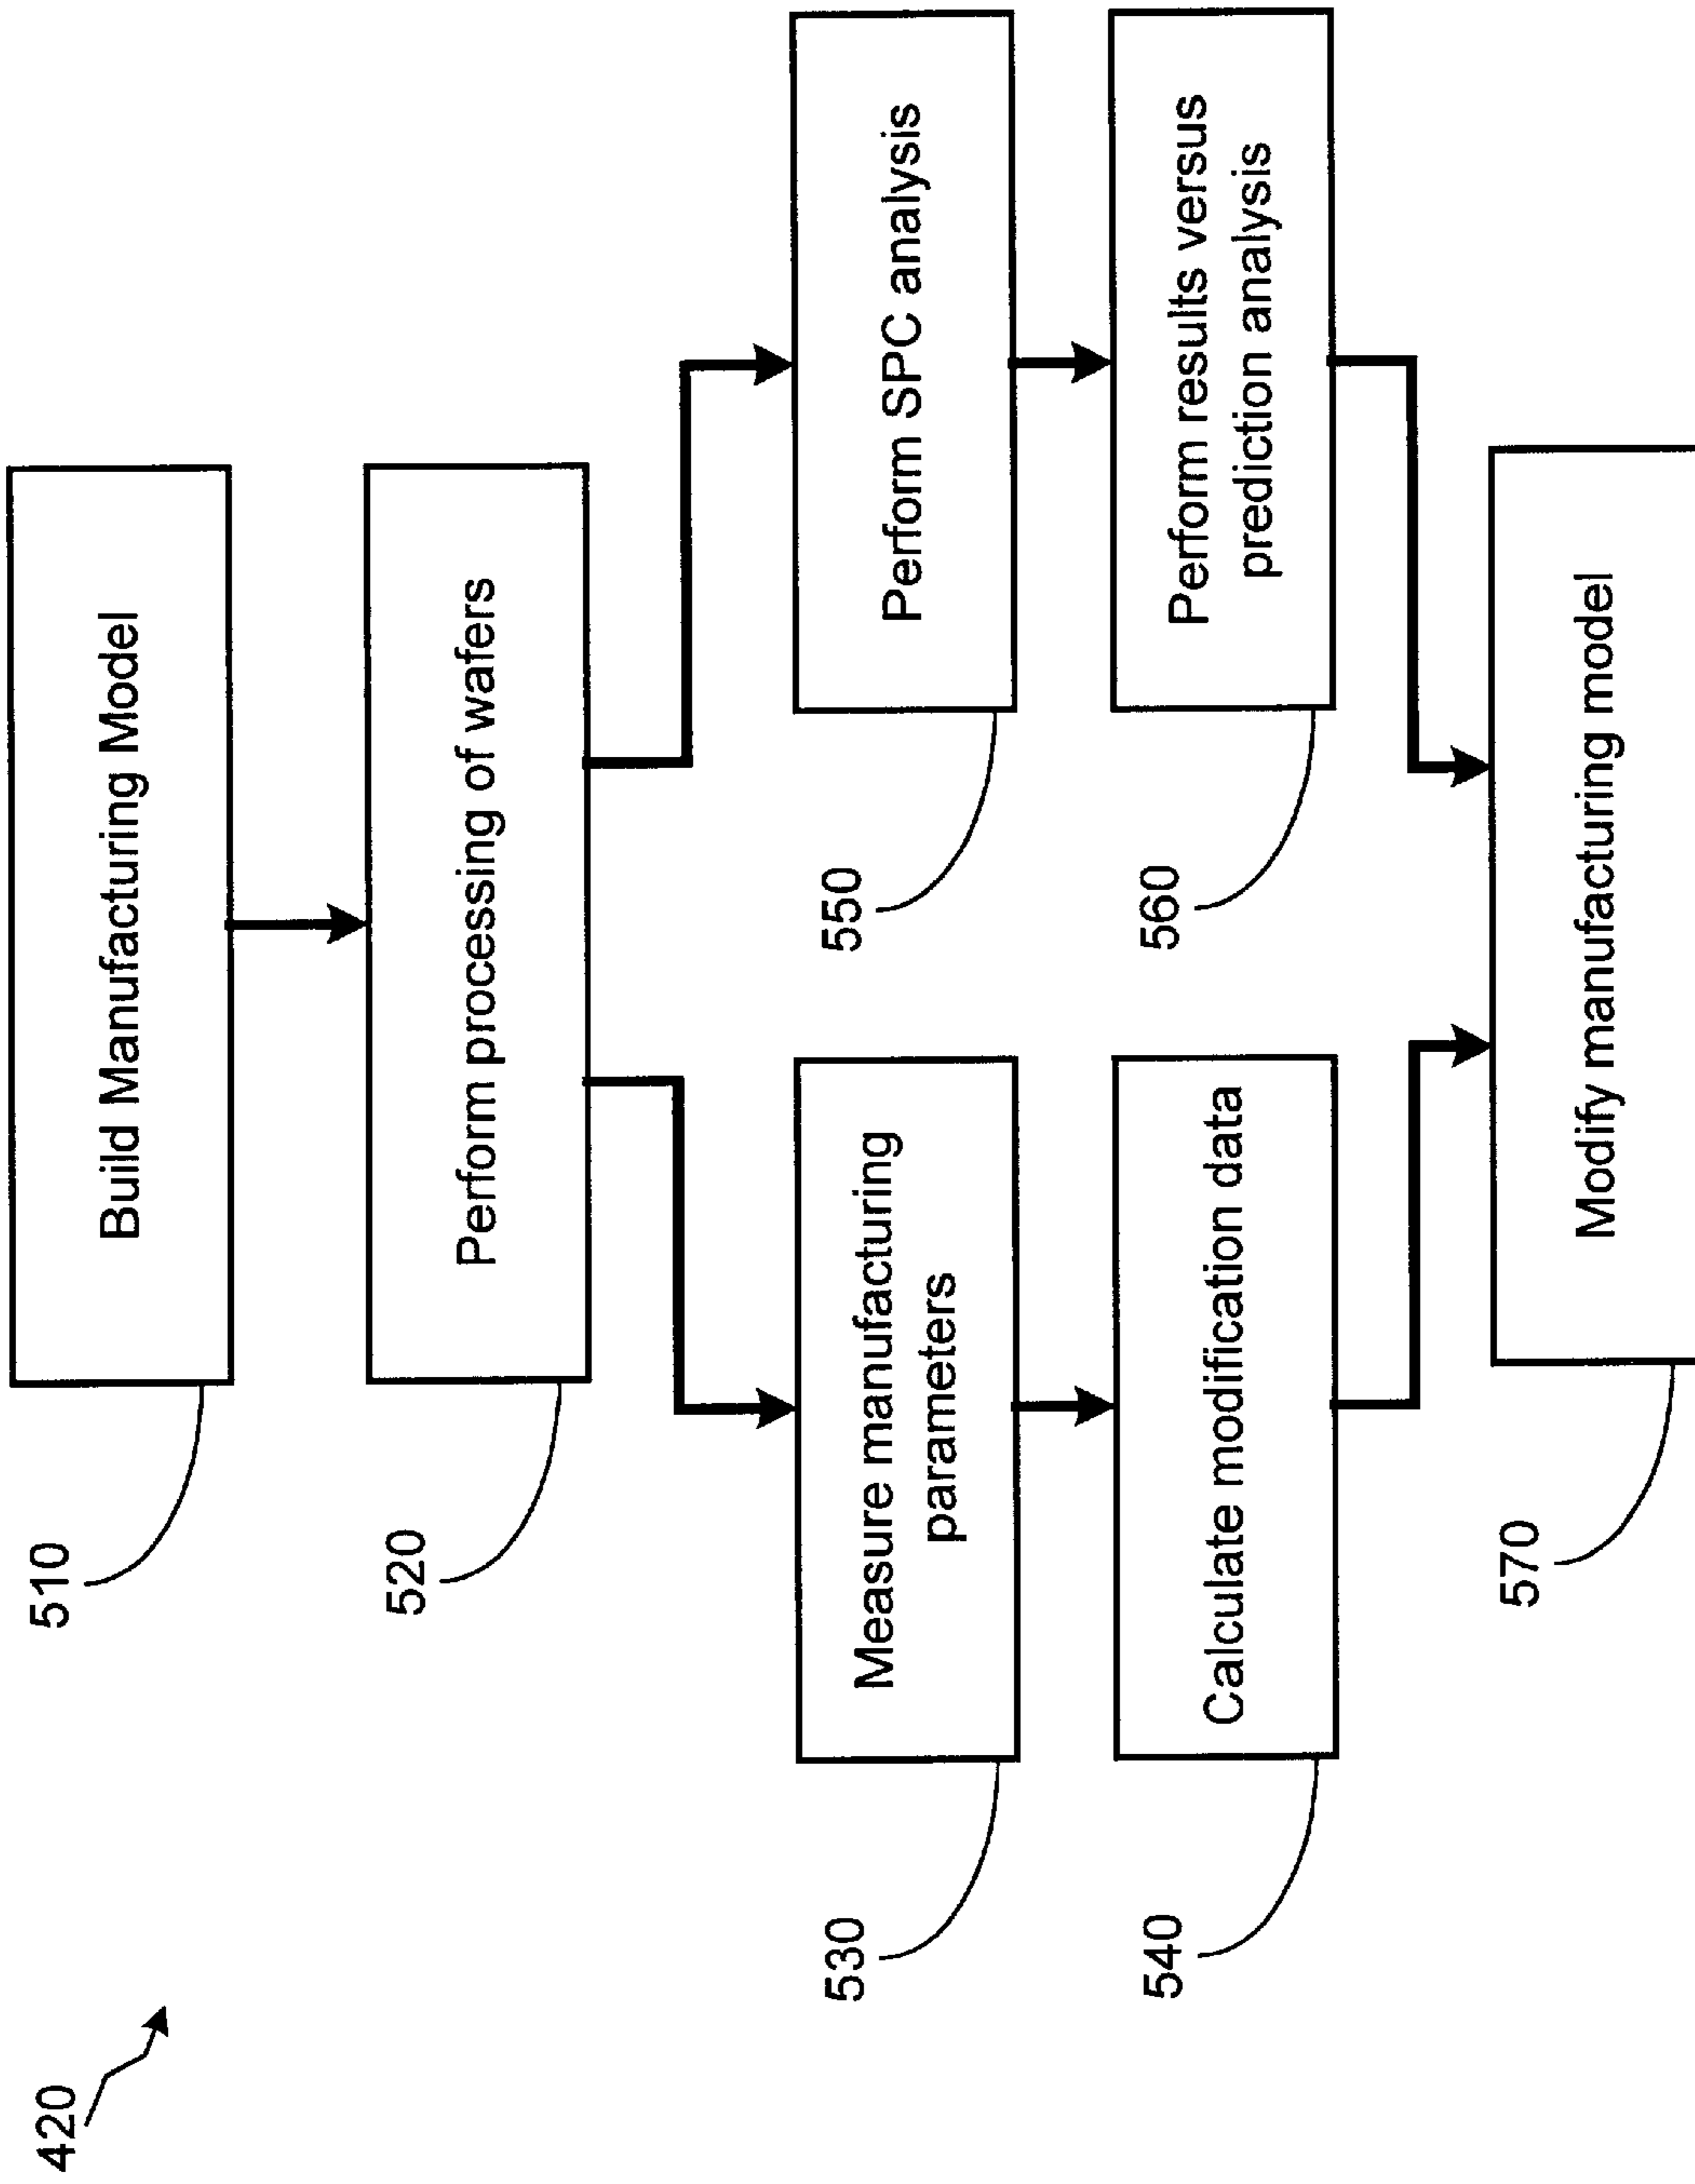 420
510
Build Manufacturing Model
520
Perform processing of wafers
530
Measure manufacturing
parameters
550
Perform SPC analysis
540
Calculate modification data
560
Perform results versus
prediction analysis
570
Modify manufacturing model